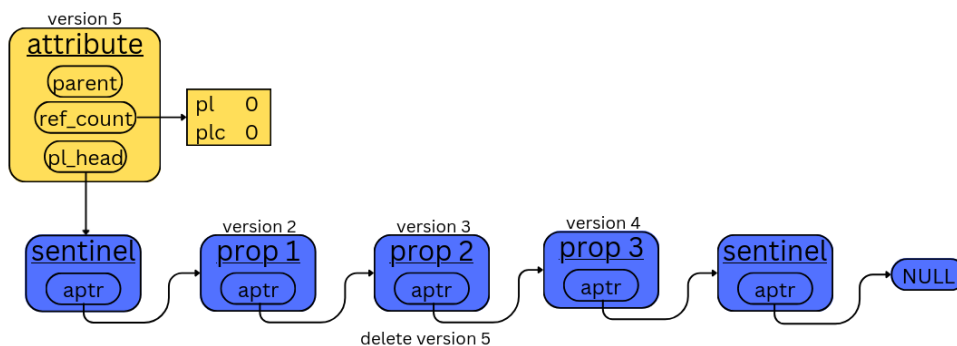 version 5
attribute
parent
ref_count
pl 0
plc 0
pl_head
version 2
version 3
version 4
sentinel
prop 1
prop 2
prop 3
sentinel
aptr
aptr
aptr
aptr
aptr
NULL
delete version 5